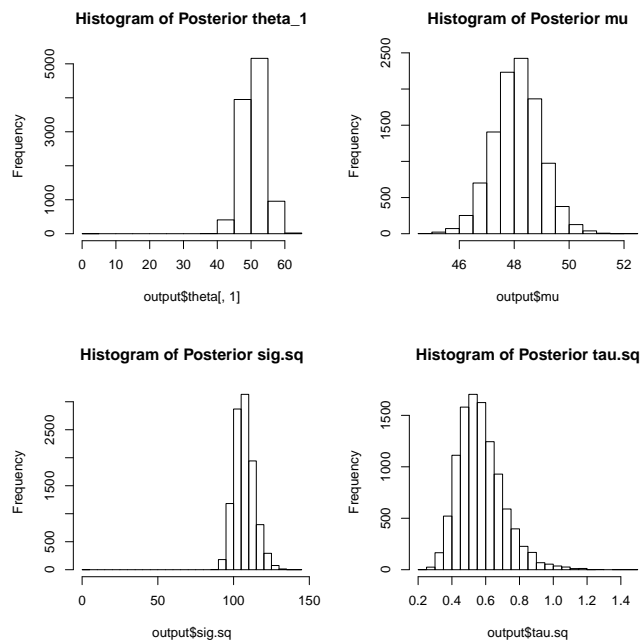 Histogram of Posterior theta_1
Frequency
5000
3000
1000
0
0 10 20 30 40 50 60
output$theta[, 1]
Histogram of Posterior mu
Frequency
2500
1500
500
0
46 48 50 52
output$mu
Histogram of Posterior sig.sq
Frequency
2500
1500
500
0
0 50 100 150
output$sig.sq
Histogram of Posterior tau.sq
Frequency
1500
1000
500
0
0.2 0.4 0.6 0.8 1.0 1.2 1.4
output$tau.sq